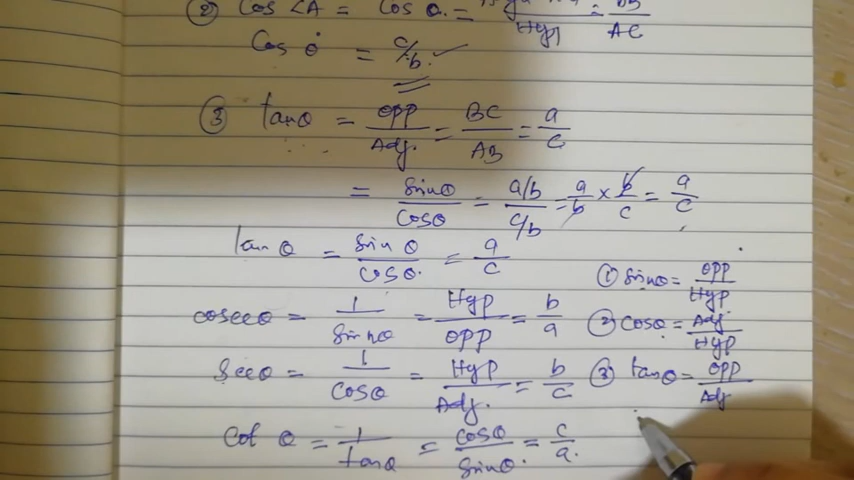 ② Cos ∠A = Cos θ. = /Hyp = /AC
Cos θ = c/b.
③ tanθ = opp/Adj. = BC/AB = a/c
= Sinθ/Cosθ = a/b / c/b = a/b × b/c = a/c
tan θ = Sin θ/Cosθ. = a/c
① Sinθ = opp/Hyp
cosecθ = 1/Sinθ = Hyp/opp = b/a
② Cosθ = Adj./Hyp
Secθ = 1/Cosθ = Hyp/Adj. = b/c
③ tanθ = opp/Adj
Cot θ = 1/tanθ = cosθ/Sinθ. = c/a.